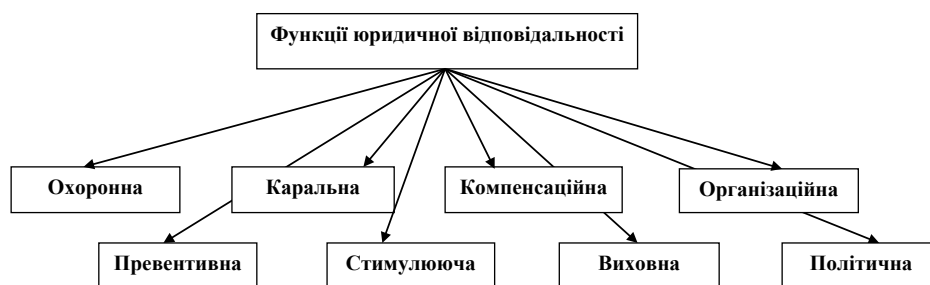 Функції юридичної відповідальності
Охоронна
Каральна
Компенсаційна
Організаційна
Превентивна
Стимулююча
Виховна
Політична